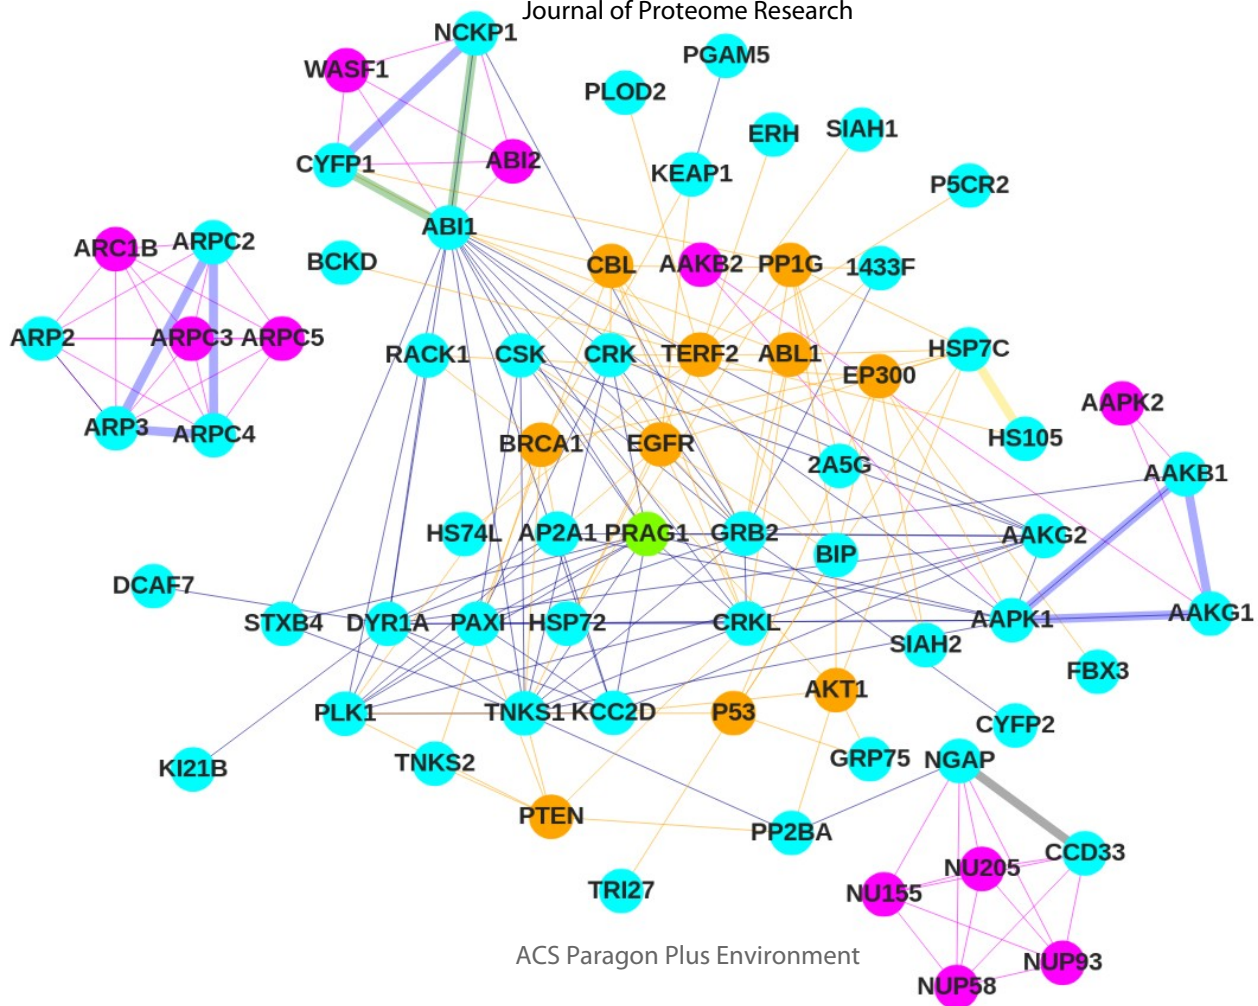 Journal of Proteome Research
NCKP1
PGAM5
WASF1
PLOD2
SIAH1
ERH
ABI2
CYFP1
KEAP1
P5CR2
ABI1
ARPC2
ARC1B
BCKD
CBL
AAKB2
PP1G
1433F
ARP2
ARPC3
ARPC5
RACK1
CSK
CRK
TERF2
ABL1
HSP7C
EP300
AAPK2
ARP3
ARPC4
BRCA1
EGFR
HS105
2A5G
AAKB1
HS74L
AP2A1
PRAG1
GRB2
AAKG2
BIP
DCAF7
STXB4
DYR1A
PAXI
HSP72
CRKL
AAPK1
AAKG1
SIAH2
FBX3
AKT1
PLK1
TNKS1
KCC2D
P53
CYFP2
KI21B
TNKS2
GRP75
NGAP
PTEN
PP2BA
CCD33
NU205
TRI27
NU155
ACS Paragon Plus Environment
NUP93
NUP58